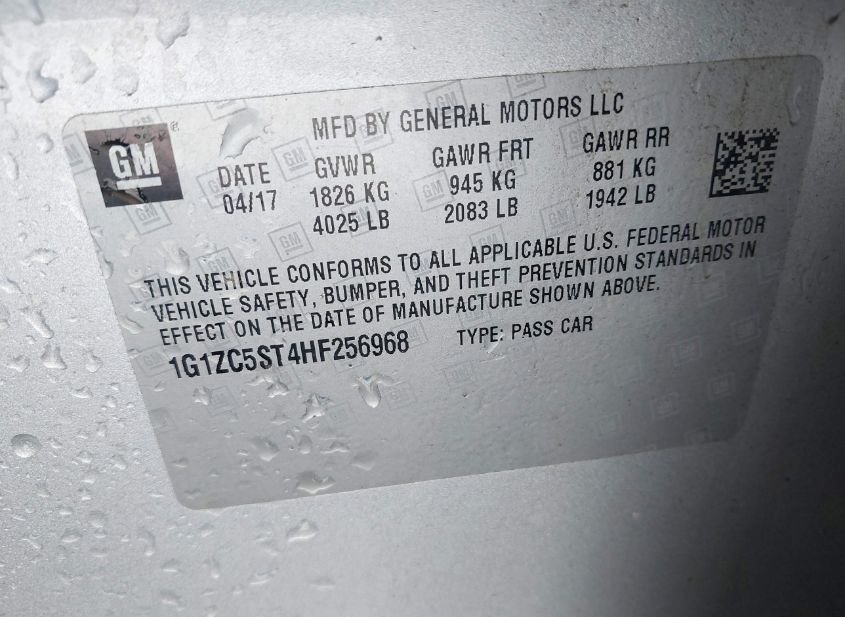 GM
MFD BY GENERAL MOTORS LLC
DATE GVWR GAWR FRT GAWR RR
04/17 1826 KG 945 KG 881 KG
4025 LB 2083 LB 1942 LB
THIS VEHICLE CONFORMS TO ALL APPLICABLE U.S. FEDERAL MOTOR
VEHICLE SAFETY, BUMPER, AND THEFT PREVENTION STANDARDS IN
EFFECT ON THE DATE OF MANUFACTURE SHOWN ABOVE.
1G1ZC5ST4HF256968 TYPE: PASS CAR